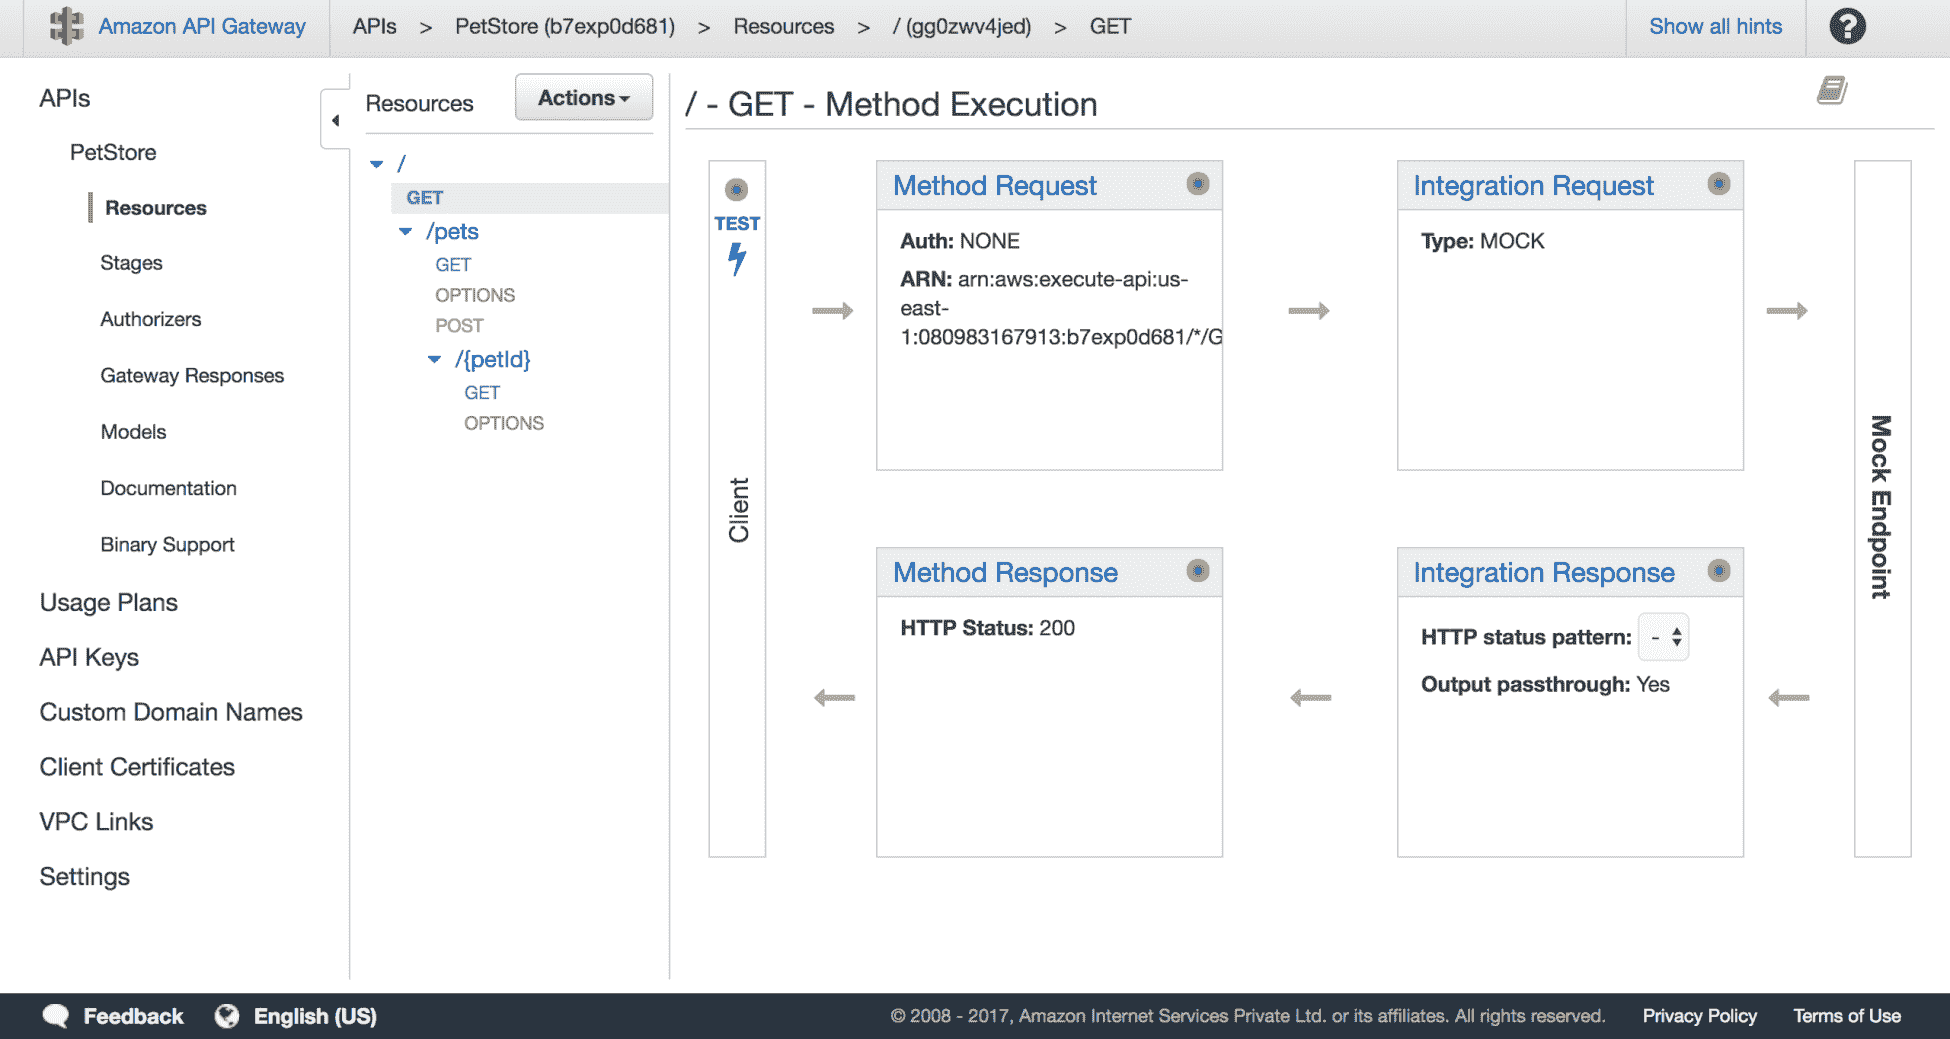 Amazon API Gateway
APIs > PetStore (b7exp0d681) > Resources > / (gg0zwv4jed) > GET
Show all hints
?
APIs
PetStore
Resources
Stages
Authorizers
Gateway Responses
Models
Documentation
Binary Support
Usage Plans
API Keys
Custom Domain Names
Client Certificates
VPC Links
Settings
Resources
Actions
/
GET
/pets
GET
OPTIONS
POST
/{petId}
GET
OPTIONS
/ - GET - Method Execution
TEST
Client
Method Request
Auth: NONE
ARN: arn:aws:execute-api:us-
east-
1:080983167913:b7exp0d681/*/G
Integration Request
Type: MOCK
Mock Endpoint
Method Response
HTTP Status: 200
Integration Response
HTTP status pattern: -
Output passthrough: Yes
Feedback
English (US)
© 2008 - 2017, Amazon Internet Services Private Ltd. or its affiliates. All rights reserved.
Privacy Policy
Terms of Use